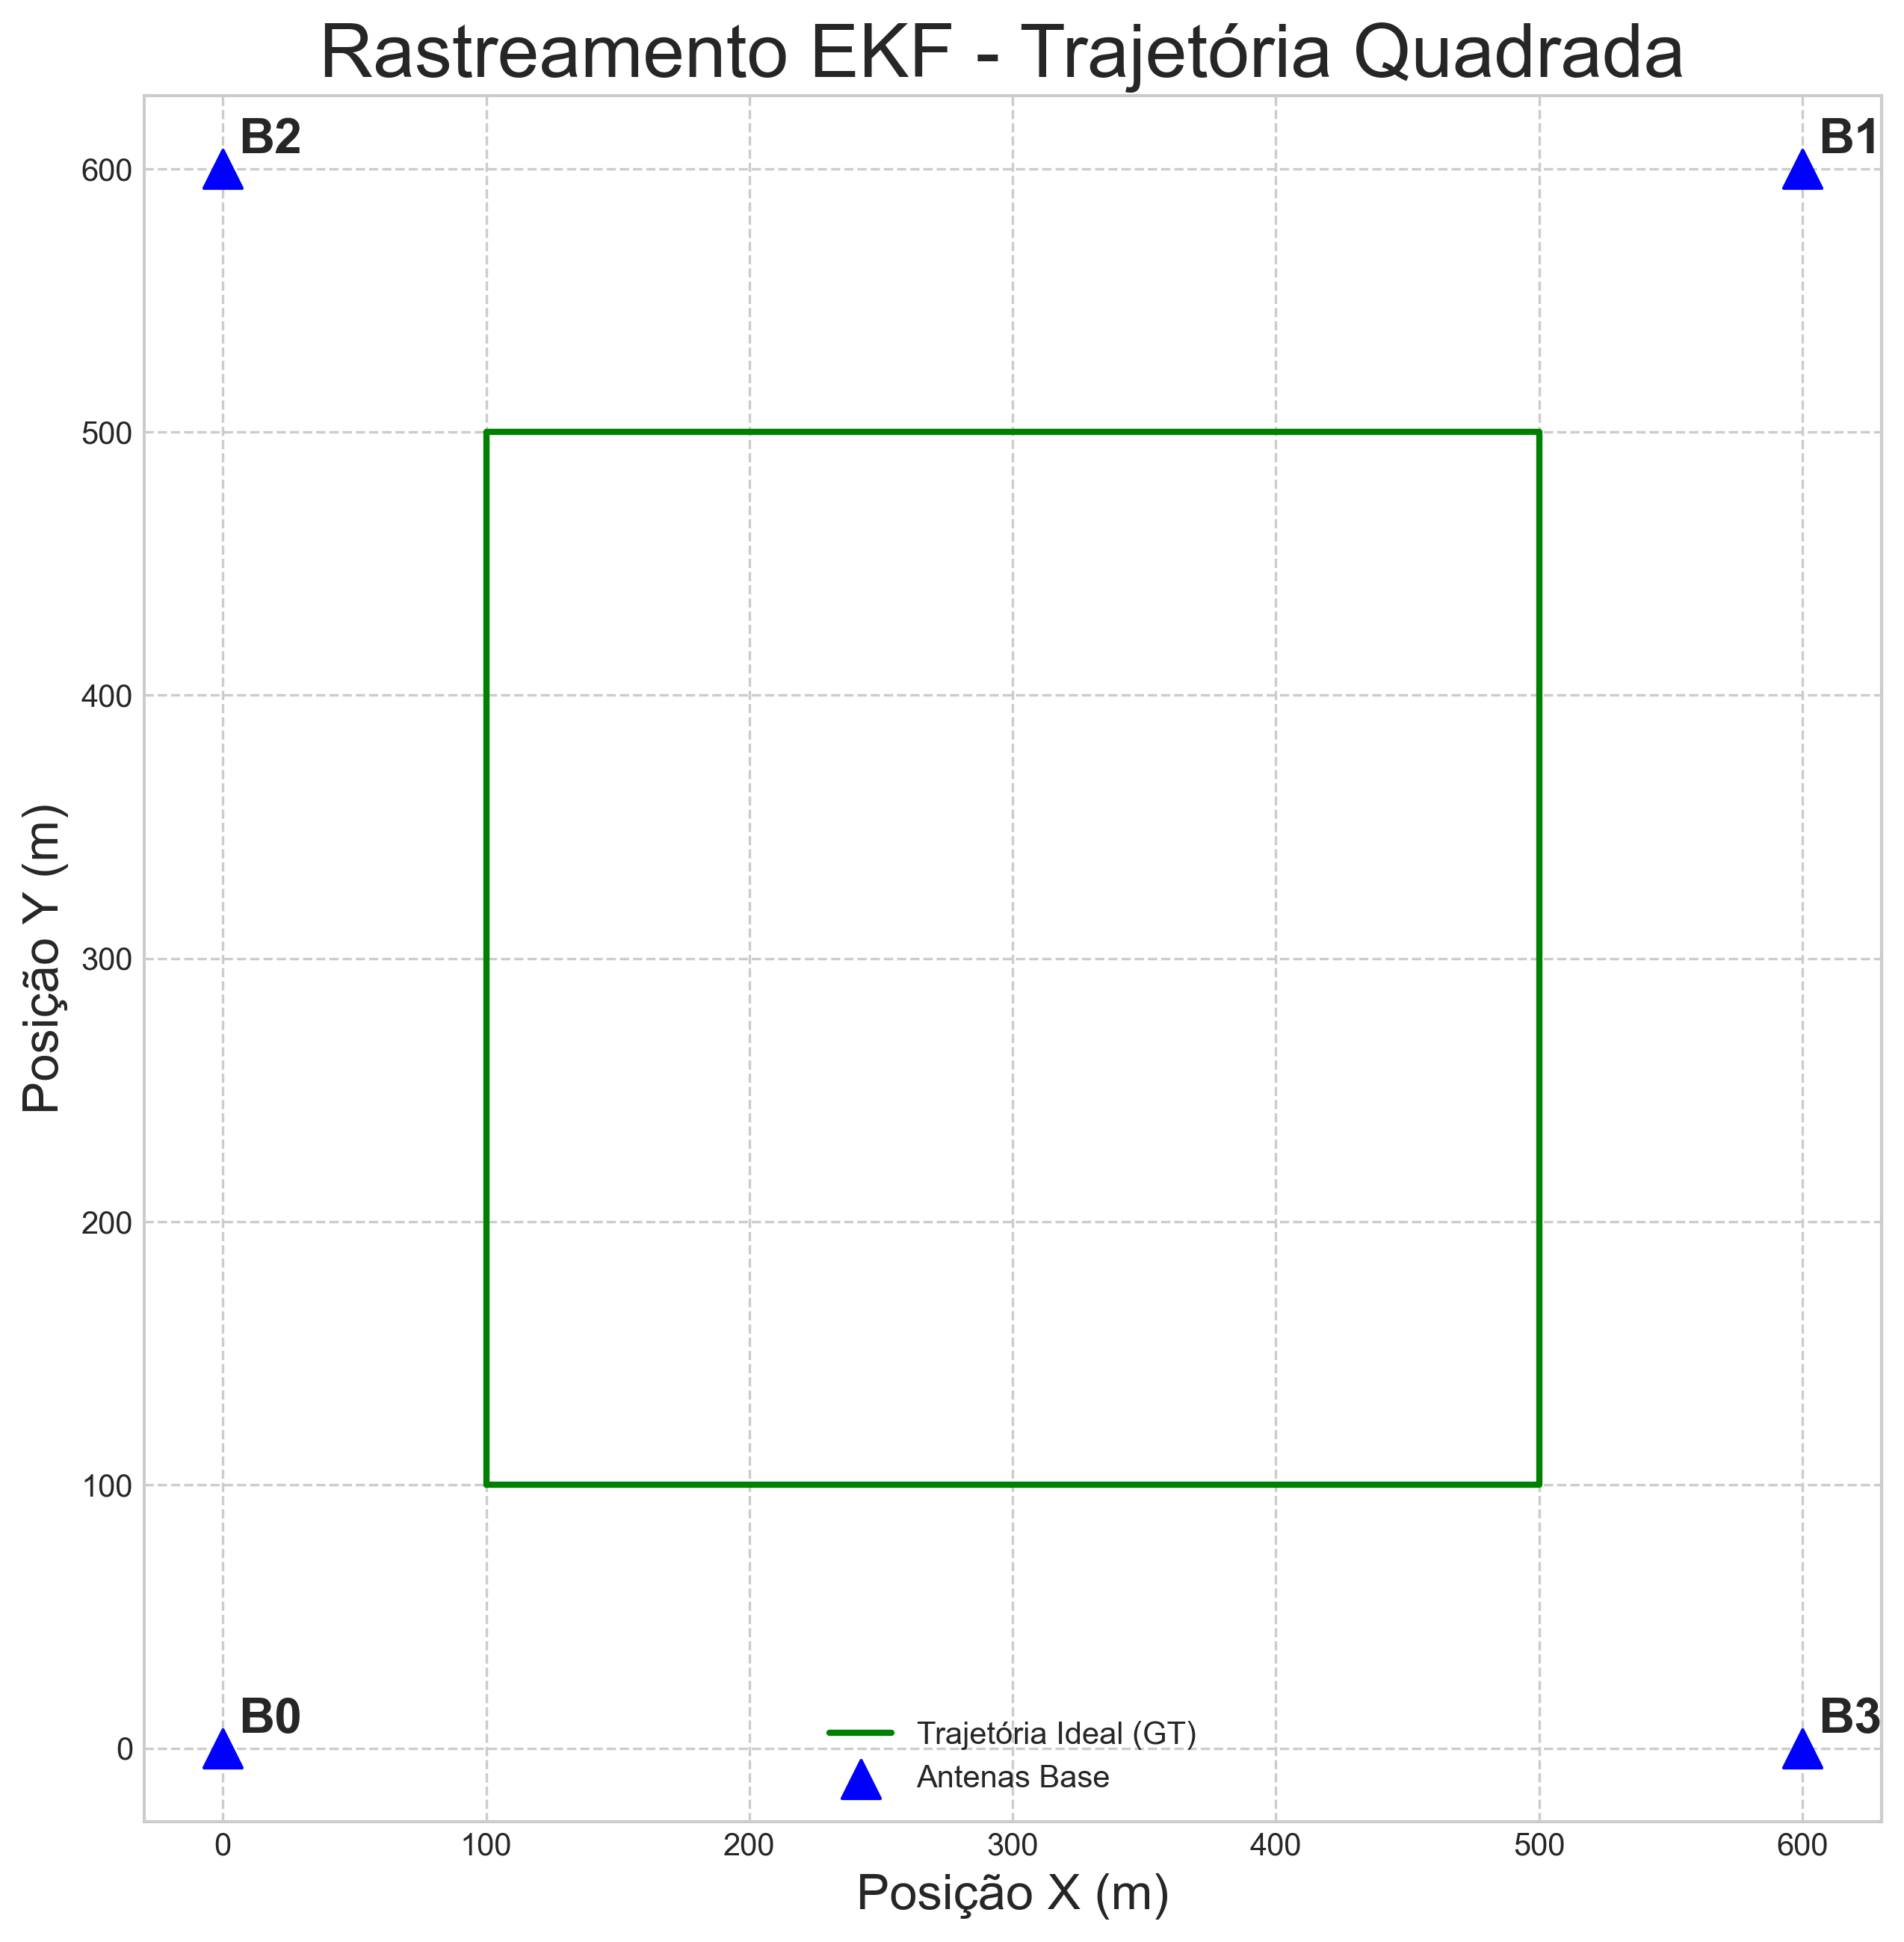 Rastreamento EKF - Trajetória Quadrada
B2
B1
600
500
400
300
200
100
0
Posição Y (m)
B0
B3
Trajetória Ideal (GT)
Antenas Base
0 100 200 300 400 500 600
Posição X (m)